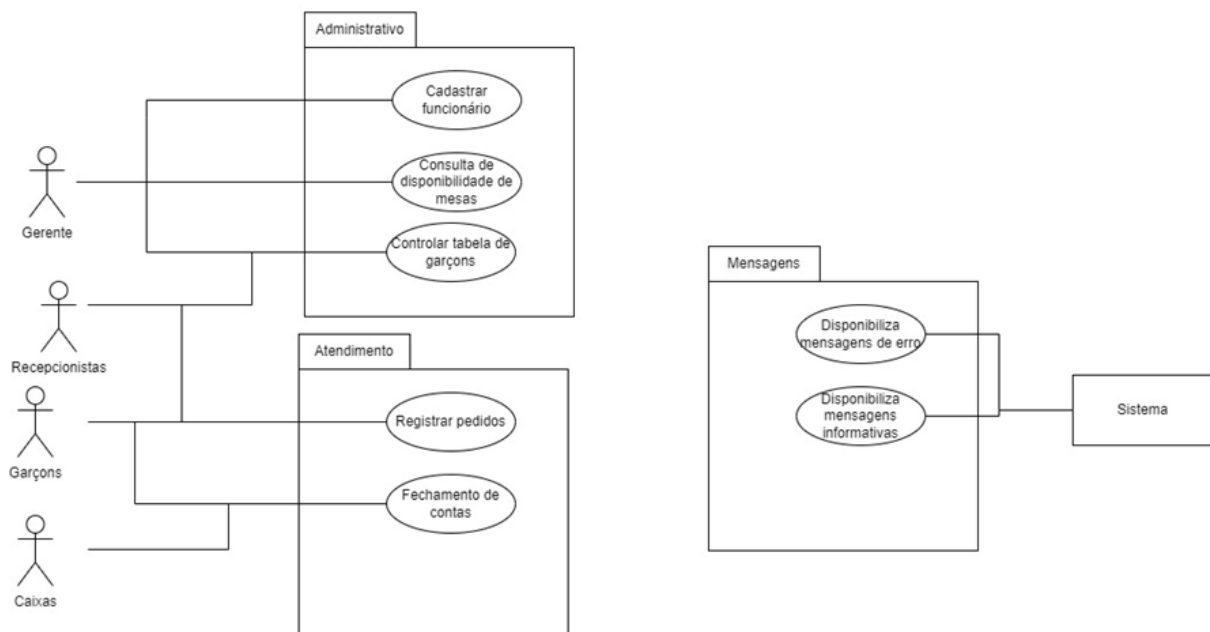 Administrativo
Cadastrar
funcionário
Consulta de
disponibilidade de
mesas
Controlar tabela de
garçons
Gerente
Recepcionistas
Garçons
Caixas
Atendimento
Registrar pedidos
Fechamento de
contas
Mensagens
Disponibiliza
mensagens de erro
Disponibiliza
mensagens
informativas
Sistema